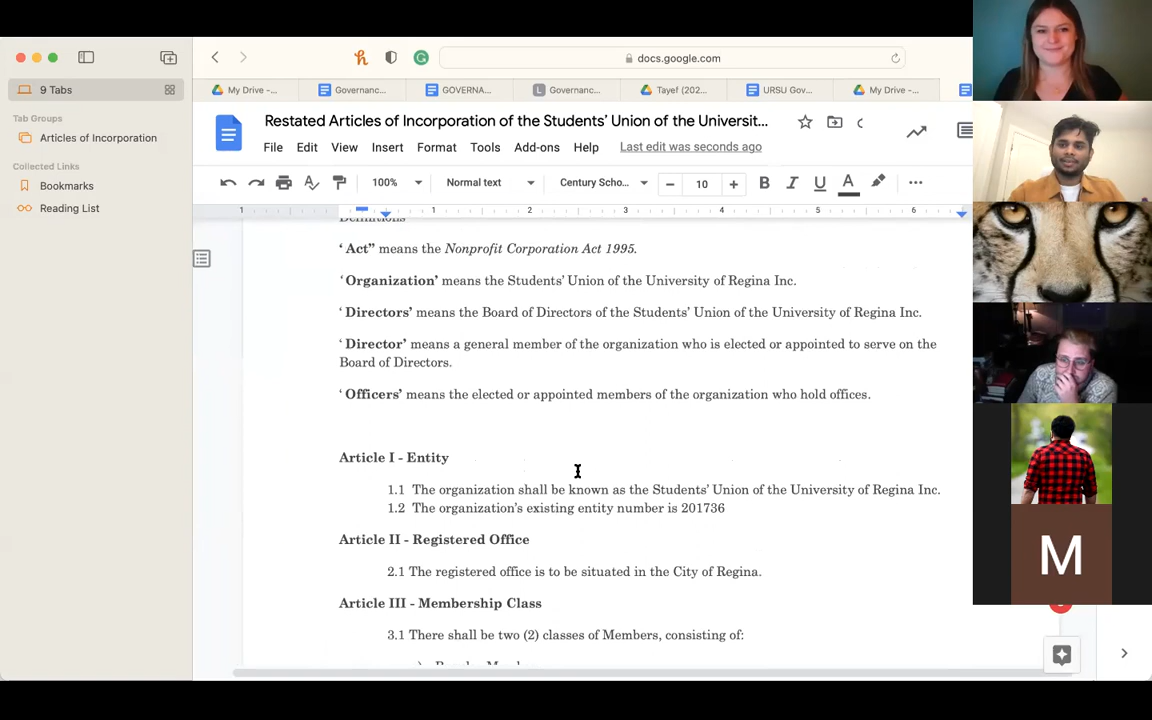 docs.google.com
9 Tabs
My Drive -...
Governanc...
GOVERNA...
L
Governanc...
Tayef (202...
URSU Gov...
My Drive -...
Tab Groups
Articles of Incorporation
Restated Articles of Incorporation of the Students' Union of the Universit...
File Edit View Insert Format Tools Add-ons Help Last edit was seconds ago
Collected Links
Bookmarks
100% Normal text Century Scho... − 10 + B I U A ...
Reading List
1 1 2 3 4 5 6
Definitions
‘Act” means the Nonprofit Corporation Act 1995.
‘Organization’ means the Students’ Union of the University of Regina Inc.
‘Directors’ means the Board of Directors of the Students’ Union of the University of Regina Inc.
‘Director’ means a general member of the organization who is elected or appointed to serve on the
Board of Directors.
‘Officers’ means the elected or appointed members of the organization who hold offices.
Article I - Entity
1.1 The organization shall be known as the Students’ Union of the University of Regina Inc.
1.2 The organization’s existing entity number is 201736
Article II - Registered Office
2.1 The registered office is to be situated in the City of Regina.
Article III - Membership Class
3.1 There shall be two (2) classes of Members, consisting of:
M